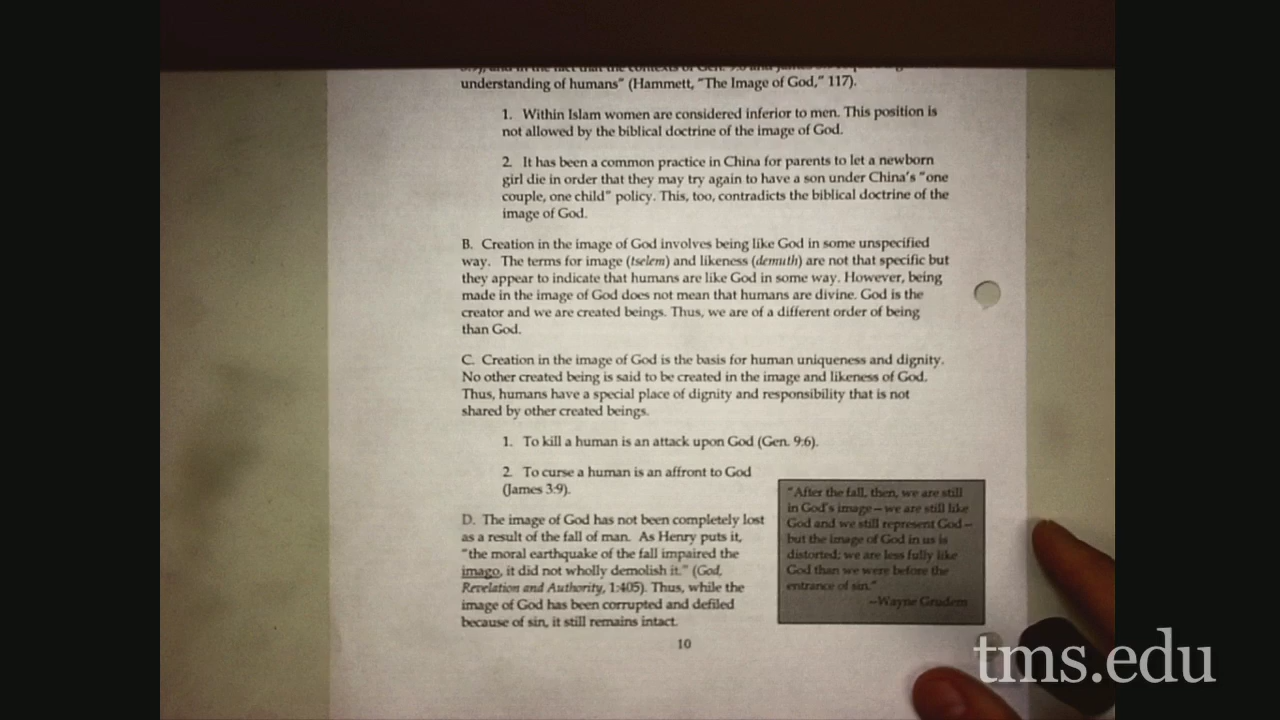 understanding of humans" (Hammett, "The Image of God," 117).
1. Within Islam women are considered inferior to men. This position is
not allowed by the biblical doctrine of the image of God.
2. It has been a common practice in China for parents to let a newborn
girl die in order that they may try again to have a son under China's "one
couple, one child" policy. This, too, contradicts the biblical doctrine of the
image of God.
B. Creation in the image of God involves being like God in some unspecified
way. The terms for image (tselem) and likeness (demuth) are not that specific but
they appear to indicate that humans are like God in some way. However, being
made in the image of God does not mean that humans are divine. God is the
creator and we are created beings. Thus, we are of a different order of being
than God.
C. Creation in the image of God is the basis for human uniqueness and dignity.
No other created being is said to be created in the image and likeness of God.
Thus, humans have a special place of dignity and responsibility that is not
shared by other created beings.
1. To kill a human is an attack upon God (Gen. 9:6).
2. To curse a human is an affront to God
(James 3:9).
D. The image of God has not been completely lost
as a result of the fall of man. As Henry puts it,
"the moral earthquake of the fall impaired the
imago, it did not wholly demolish it." (God,
Revelation and Authority, 1:405). Thus, while the
image of God has been corrupted and defiled
because of sin, it still remains intact.
"After the fall, then, we are still
in God's image—we are still like
God and we still represent God—
but the image of God in us is
distorted; we are less fully like
God than we were before the
entrance of sin."
—Wayne Grudem
10
tms.edu